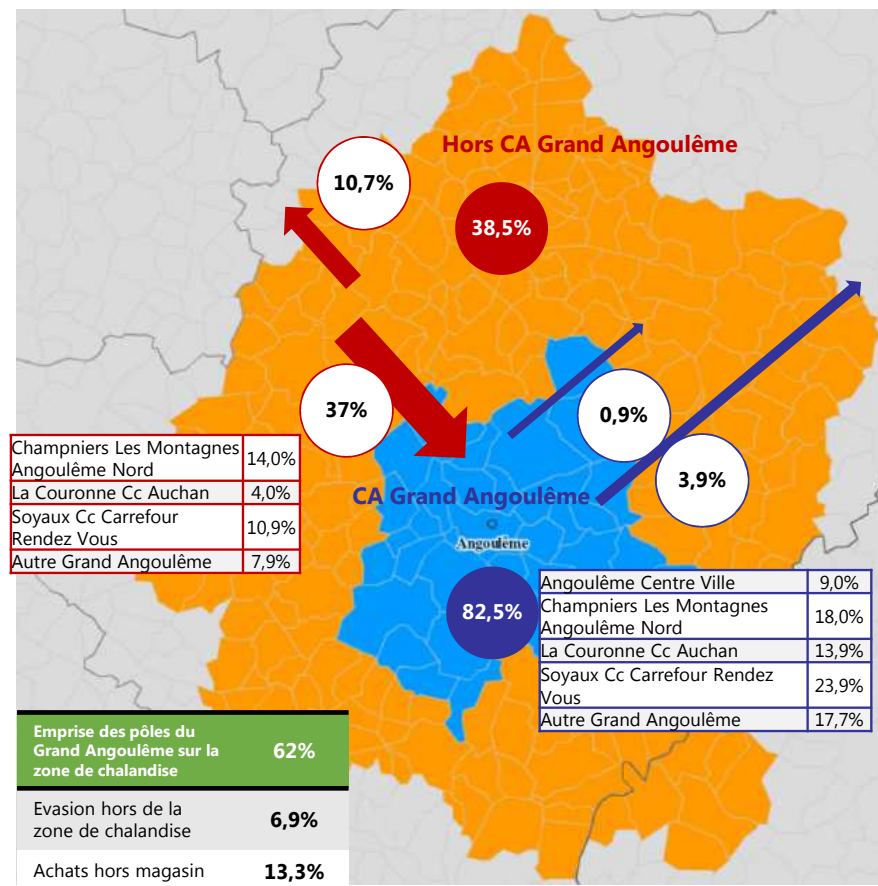 Hors CA Grand Angoulême
10,7%
38,5%
37%
0,9%
3,9%
Champniers Les Montagnes
Angoulême Nord 14,0%
La Couronne Cc Auchan 4,0%
Soyaux Cc Carrefour
Rendez Vous 10,9%
Autre Grand Angoulême 7,9%
CA Grand Angoulême
Angoulême
82,5%
Angoulême Centre Ville 9,0%
Champniers Les Montagnes
Angoulême Nord 18,0%
La Couronne Cc Auchan 13,9%
Soyaux Cc Carrefour Rendez
Vous 23,9%
Autre Grand Angoulême 17,7%
Emprise des pôles du
Grand Angoulême sur la 62%
zone de chalandise
Evasion hors de la
zone de chalandise 6,9%
Achats hors magasin 13,3%